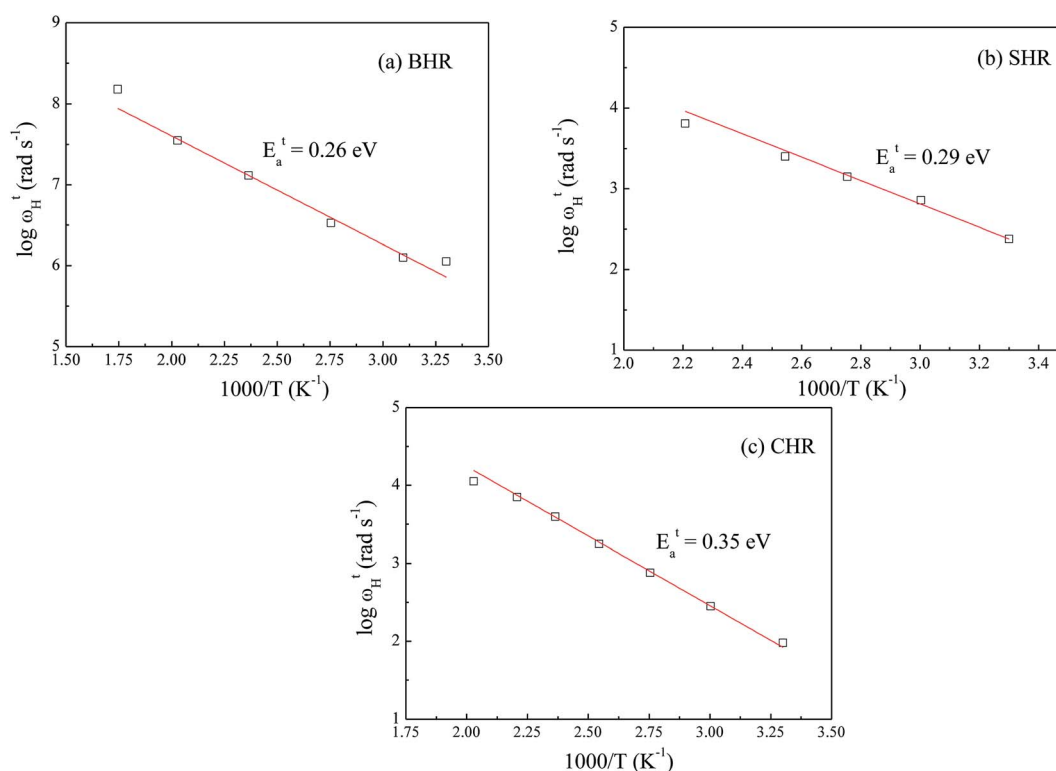 (a) BHR
E_a^t = 0.26 eV
log ω_H^t (rad s^-1)
9
8
7
6
5
1.50 1.75 2.00 2.25 2.50 2.75 3.00 3.25 3.50
1000/T (K^-1)
(b) SHR
E_a^t = 0.29 eV
log ω_H^t (rad s^-1)
5
4
3
2
1
2.0 2.2 2.4 2.6 2.8 3.0 3.2 3.4
1000/T (K^-1)
(c) CHR
E_a^t = 0.35 eV
log ω_H^t (rad s^-1)
5
4
3
2
1
1.75 2.00 2.25 2.50 2.75 3.00 3.25 3.50
1000/T (K^-1)